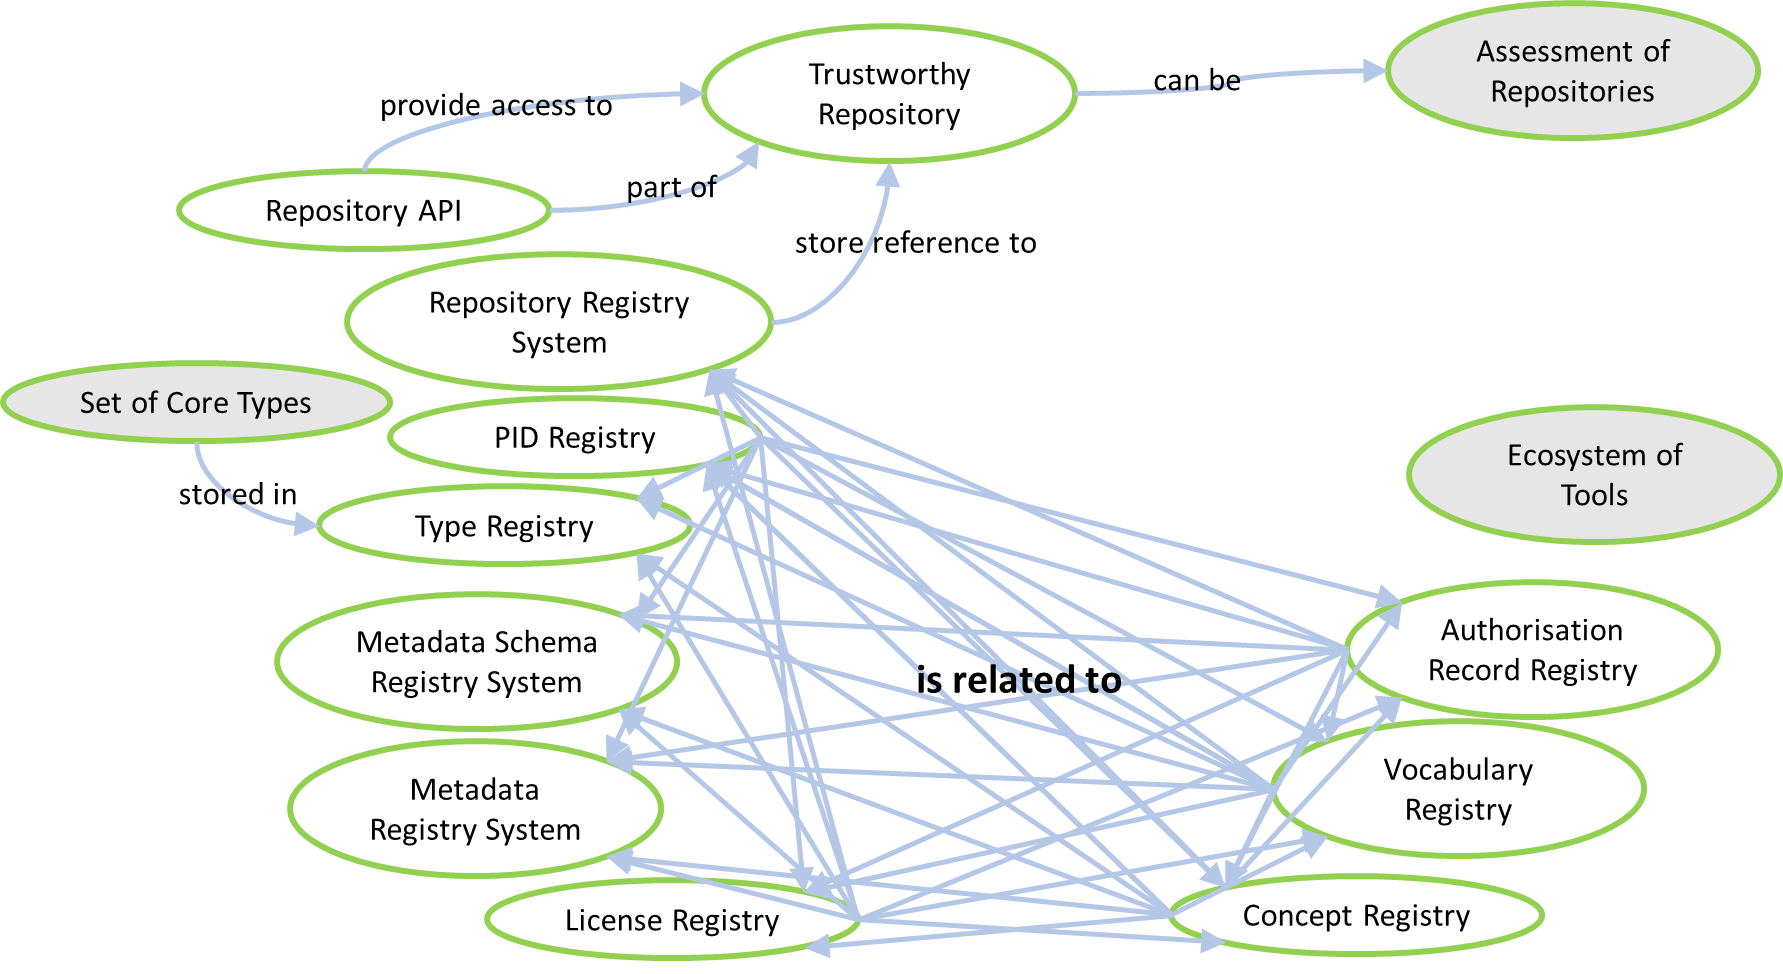 Assessment of
Repositories
Trustworthy
Repository
can be
provide access to
part of
Repository API
store reference to
Repository Registry
System
Set of Core Types
PID Registry
Ecosystem of
Tools
stored in
Type Registry
Authorisation
Record Registry
Metadata Schema
Registry System
is related to
Vocabulary
Registry
Metadata
Registry System
License Registry
Concept Registry